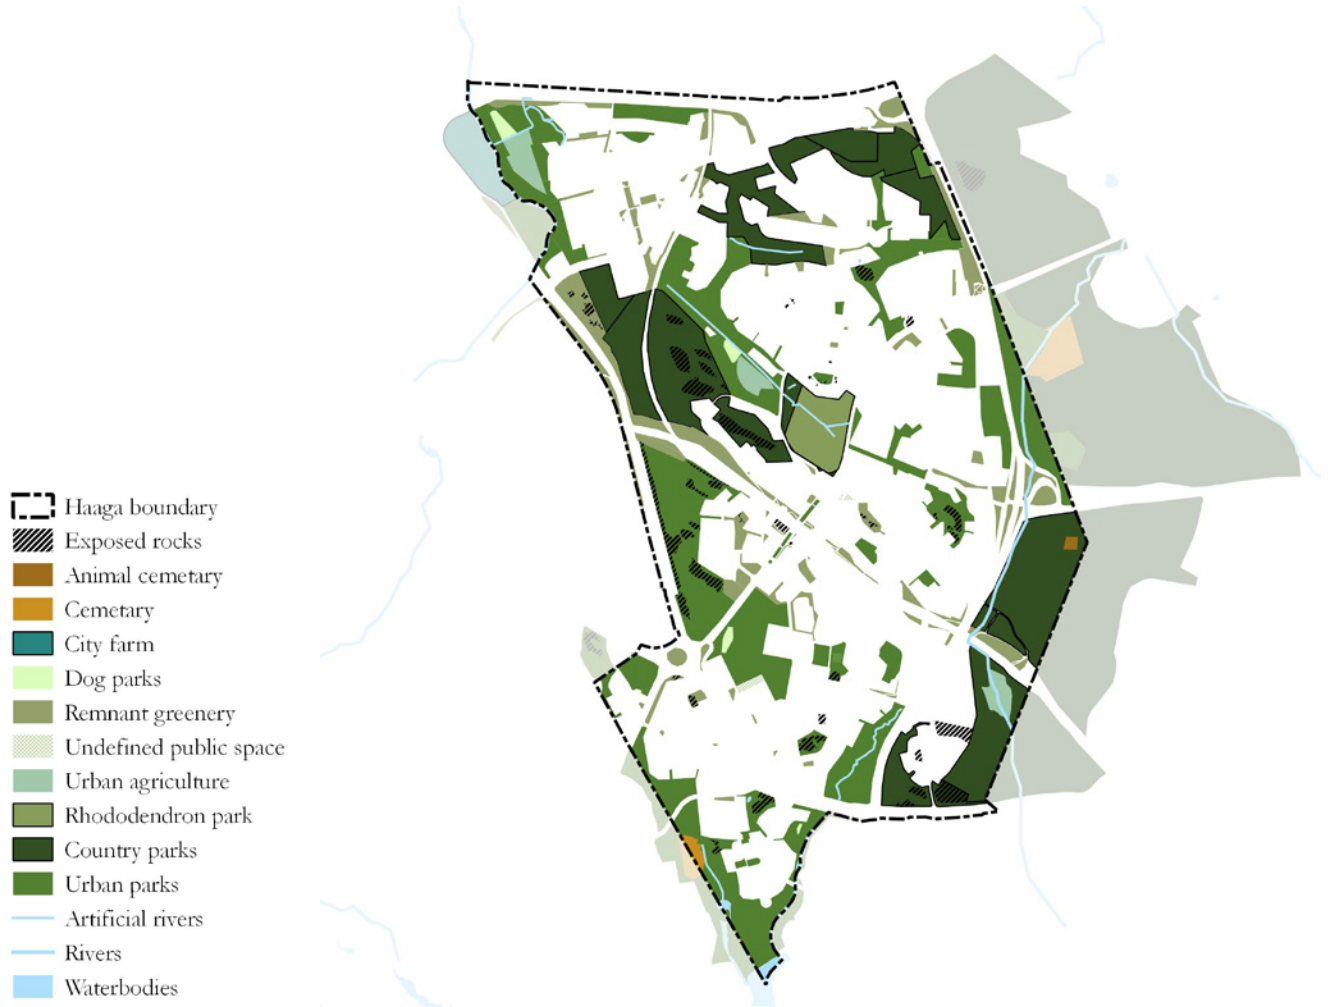 Haaga boundary
Exposed rocks
Animal cemetary
Cemetary
City farm
Dog parks
Remnant greenery
Undefined public space
Urban agriculture
Rhododendron park
Country parks
Urban parks
Artificial rivers
Rivers
Waterbodies